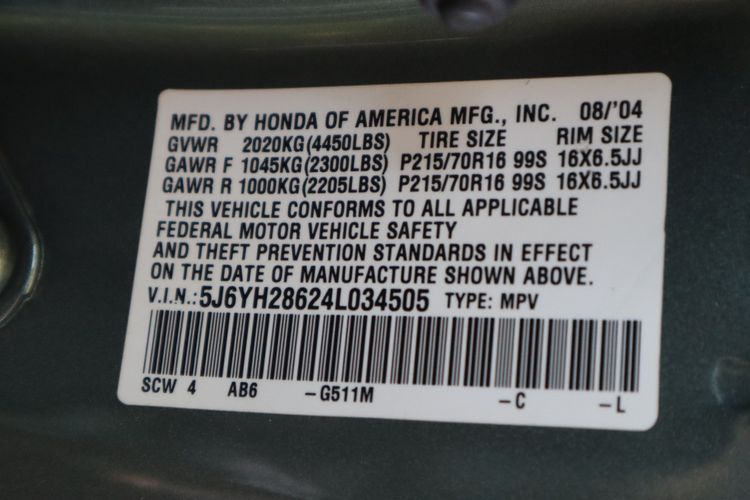 MFD. BY HONDA OF AMERICA MFG., INC. 08/'04
GVWR 2020KG(4450LBS) TIRE SIZE RIM SIZE
GAWR F 1045KG(2300LBS) P215/70R16 99S 16X6.5JJ
GAWR R 1000KG(2205LBS) P215/70R16 99S 16X6.5JJ
THIS VEHICLE CONFORMS TO ALL APPLICABLE
FEDERAL MOTOR VEHICLE SAFETY
AND THEFT PREVENTION STANDARDS IN EFFECT
ON THE DATE OF MANUFACTURE SHOWN ABOVE.
V.I.N.:5J6YH28624L034505 TYPE: MPV
SCW 4 AB6 –G511M –C –L